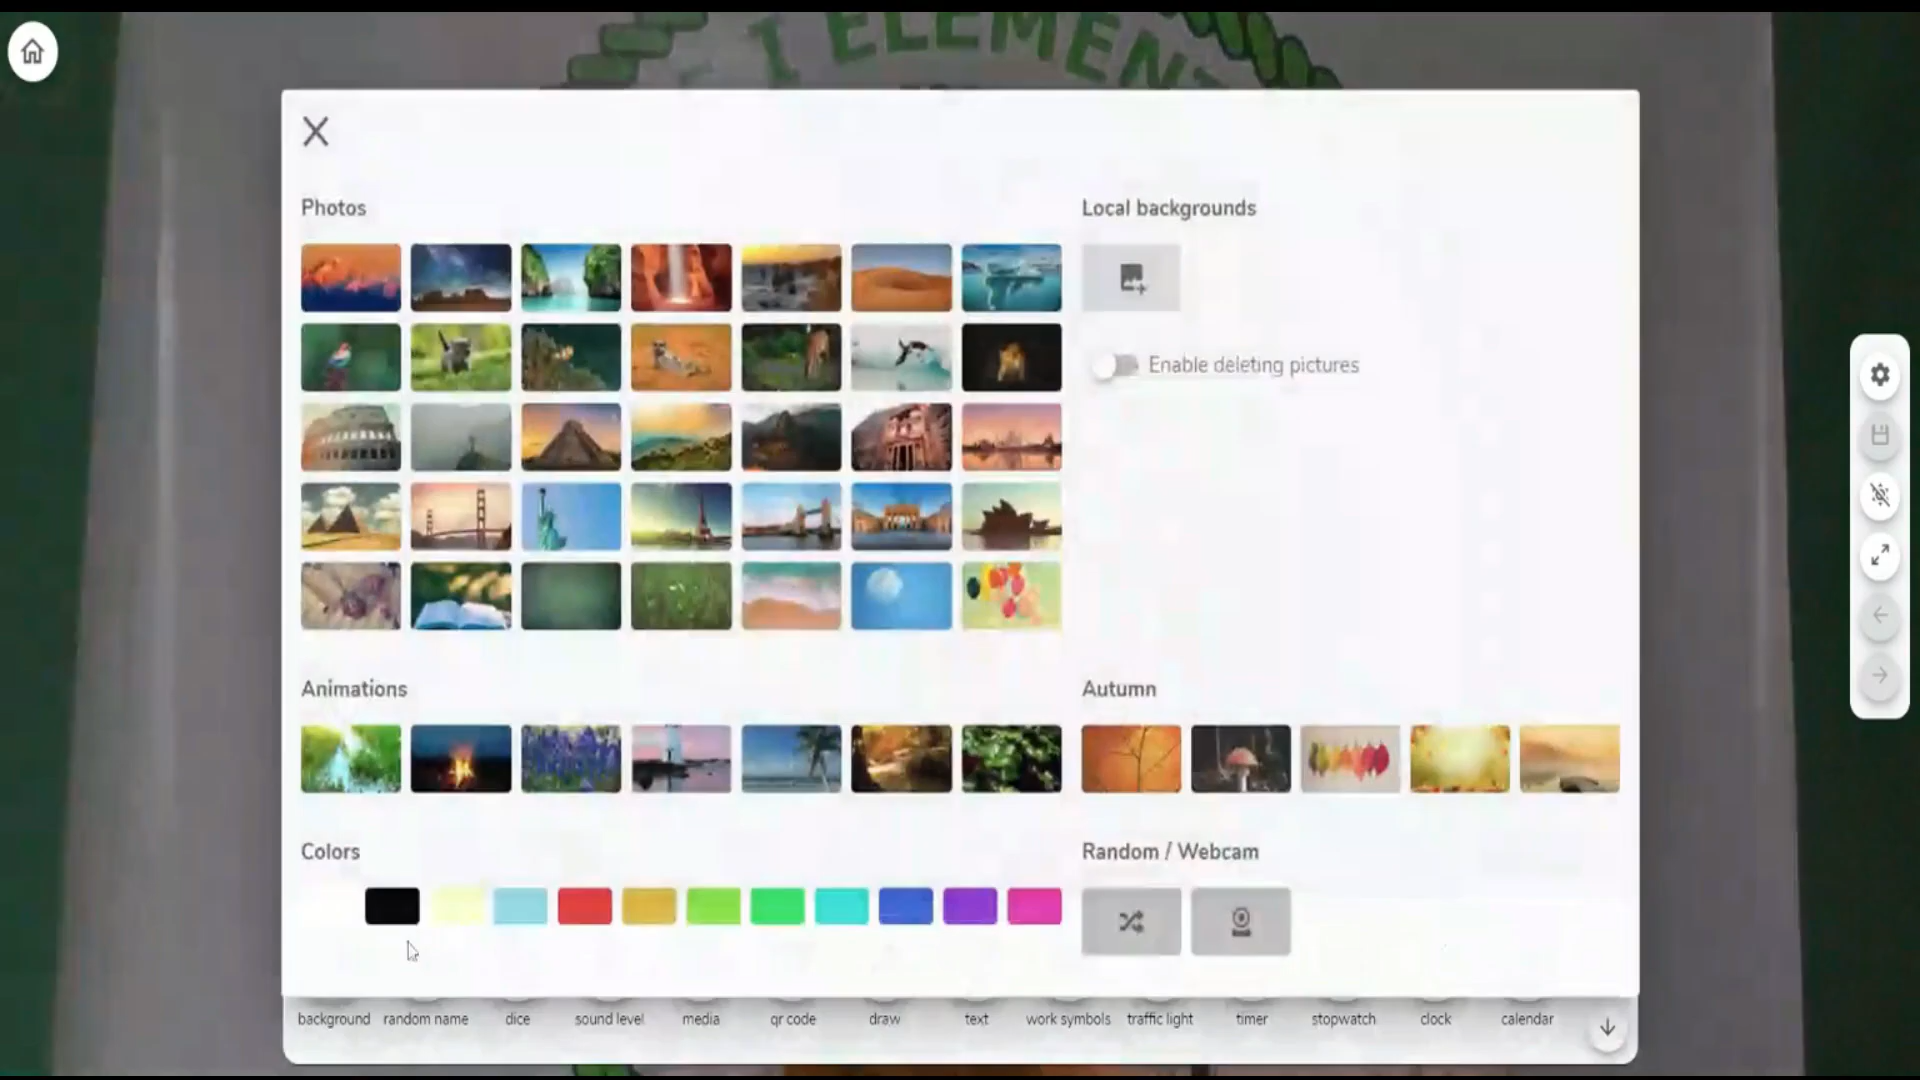 I ELEMEN
Photos
Local backgrounds
Enable deleting pictures
Animations
Autumn
Colors
Random / Webcam
background random name dice sound level media qr code draw text work symbols traffic light timer stopwatch clock calendar